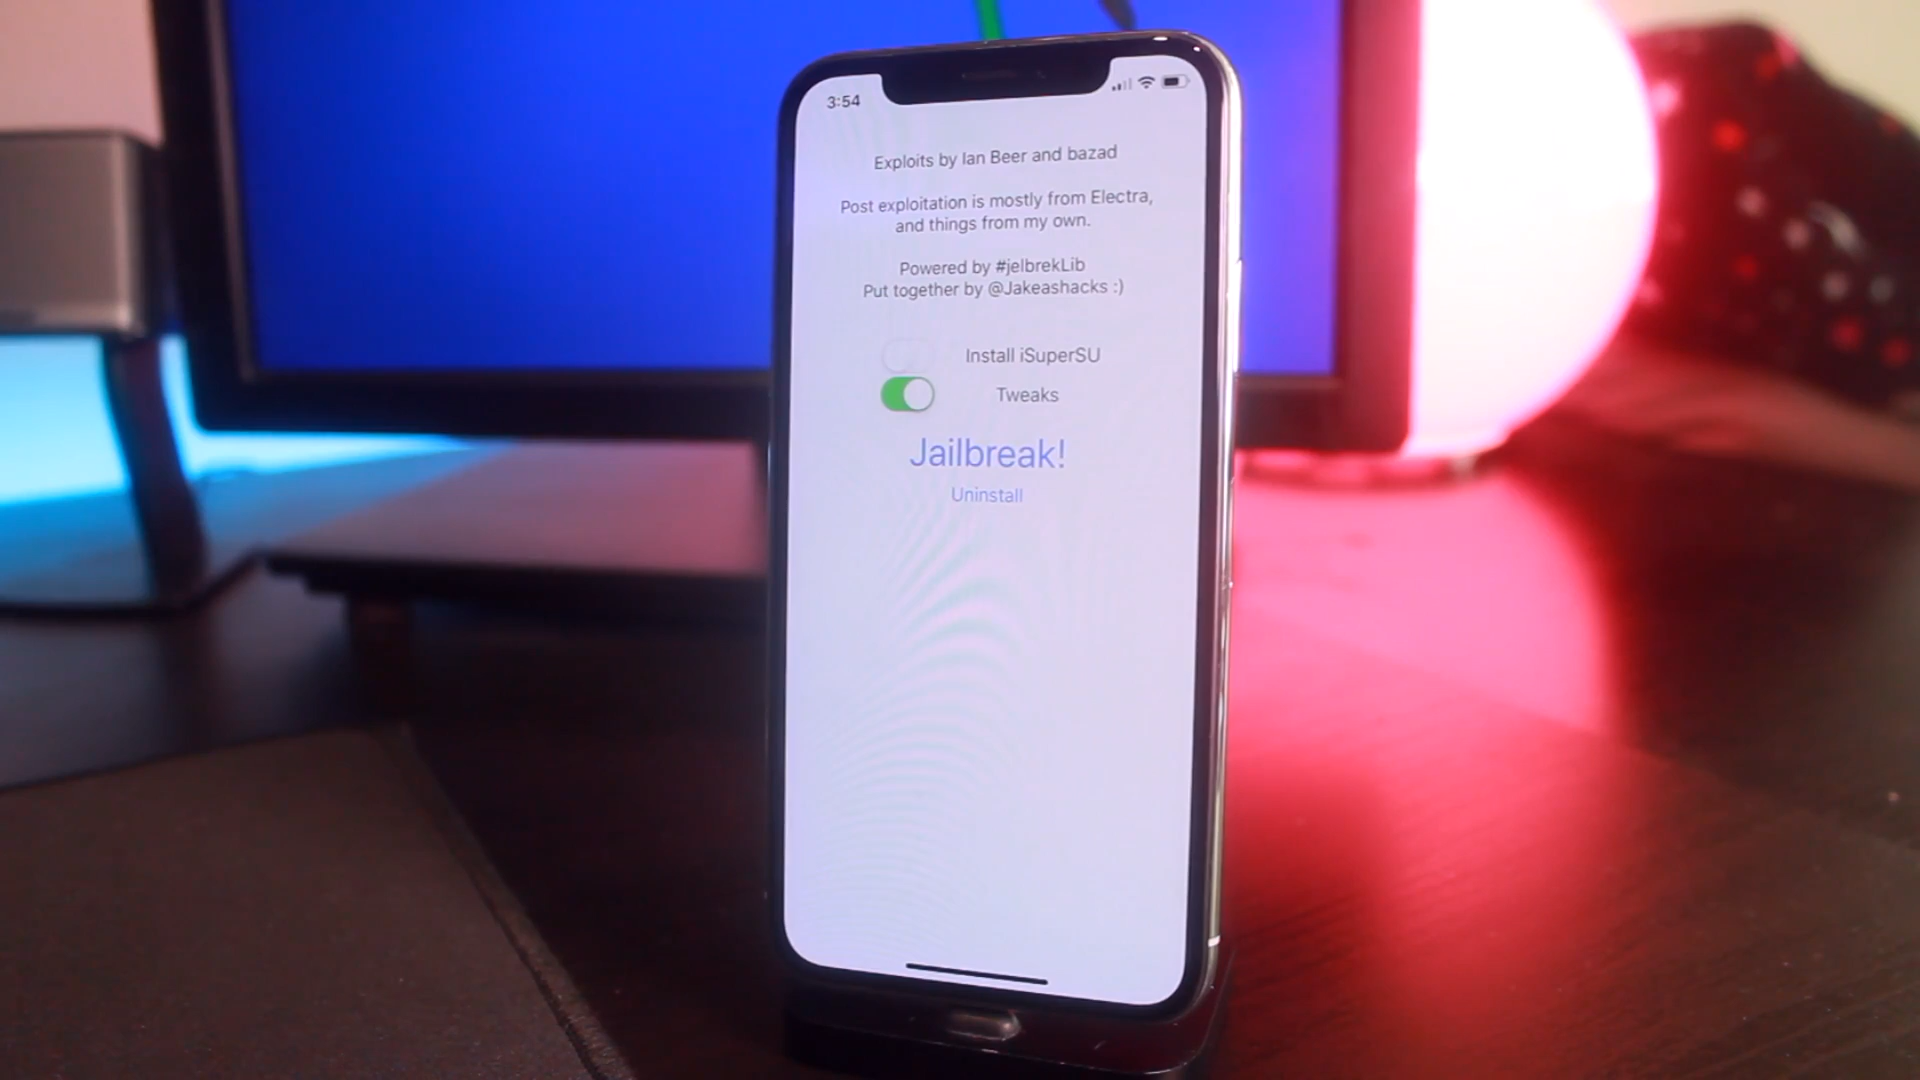 3:54
Exploits by Ian Beer and bazad
Post exploitation is mostly from Electra,
and things from my own.
Powered by #jelbrekLib
Put together by @Jakeashacks :)
Install iSuperSU
Tweaks
Jailbreak!
Uninstall